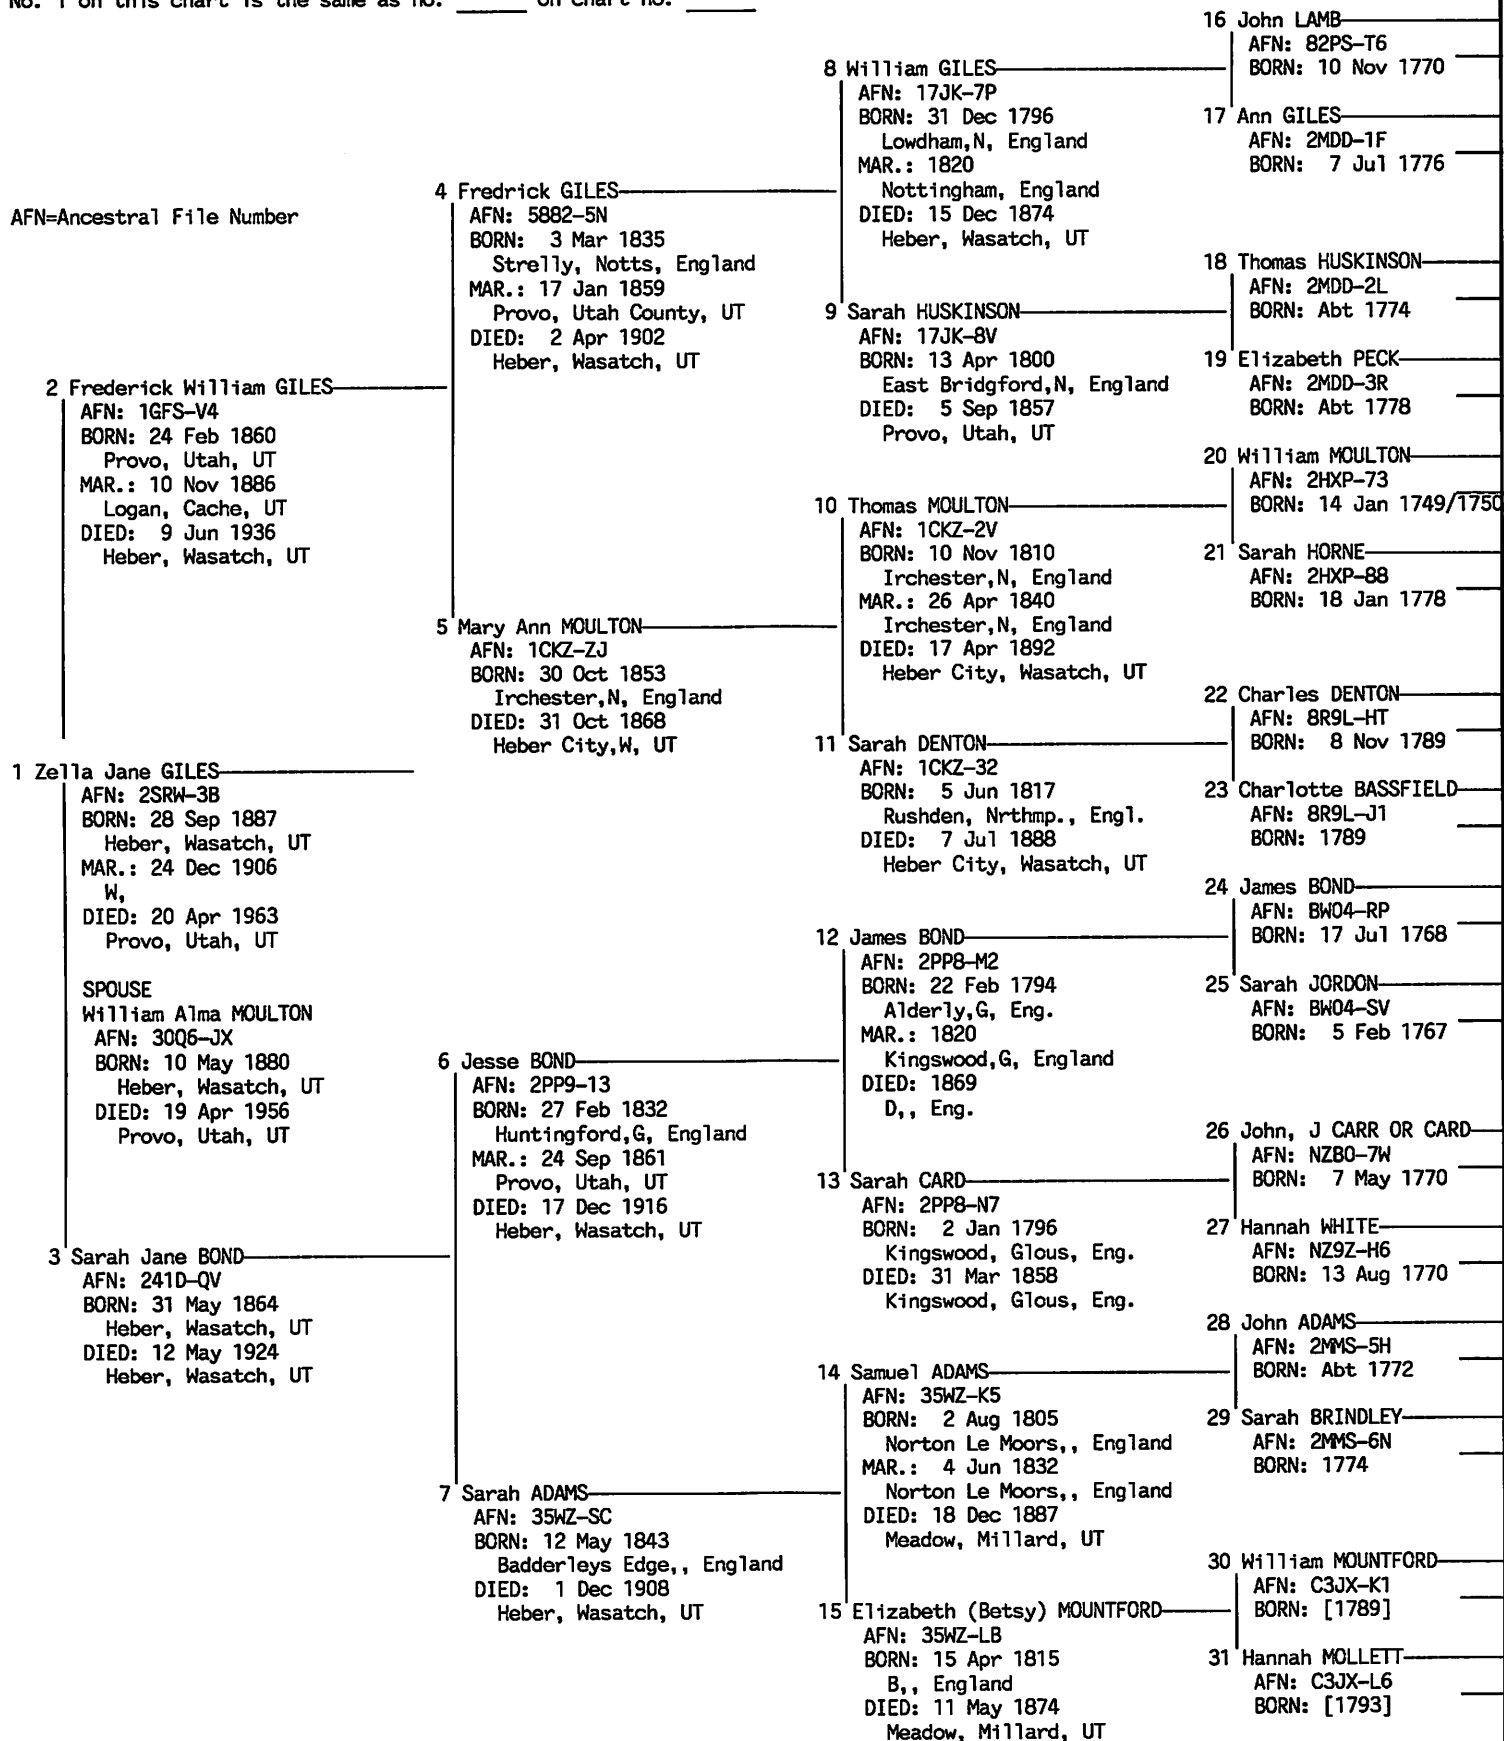 No. 1 on this chart is the same as no. _____ on chart no. _____
AFN=Ancestral File Number
1 Zella Jane GILES
AFN: 2SRW-3B
BORN: 28 Sep 1887
Heber, Wasatch, UT
MAR.: 24 Dec 1906
W,
DIED: 20 Apr 1963
Provo, Utah, UT
SPOUSE
William Alma MOULTON
AFN: 30Q6-JX
BORN: 10 May 1880
Heber, Wasatch, UT
DIED: 19 Apr 1956
Provo, Utah, UT
2 Frederick William GILES
AFN: 1GFS-V4
BORN: 24 Feb 1860
Provo, Utah, UT
MAR.: 10 Nov 1886
Logan, Cache, UT
DIED: 9 Jun 1936
Heber, Wasatch, UT
3 Sarah Jane BOND
AFN: 241D-QV
BORN: 31 May 1864
Heber, Wasatch, UT
DIED: 12 May 1924
Heber, Wasatch, UT
4 Fredrick GILES
AFN: 5882-5N
BORN: 3 Mar 1835
Strelly, Notts, England
MAR.: 17 Jan 1859
Provo, Utah County, UT
DIED: 2 Apr 1902
Heber, Wasatch, UT
5 Mary Ann MOULTON
AFN: 1CKZ-ZJ
BORN: 30 Oct 1853
Irchester,N, England
DIED: 31 Oct 1868
Heber City,W, UT
6 Jesse BOND
AFN: 2PP9-13
BORN: 27 Feb 1832
Huntingford,G, England
MAR.: 24 Sep 1861
Provo, Utah, UT
DIED: 17 Dec 1916
Heber, Wasatch, UT
7 Sarah ADAMS
AFN: 35WZ-SC
BORN: 12 May 1843
Badderleys Edge,, England
DIED: 1 Dec 1908
Heber, Wasatch, UT
8 William GILES
AFN: 17JK-7P
BORN: 31 Dec 1796
Lowdham,N, England
MAR.: 1820
Nottingham, England
DIED: 15 Dec 1874
Heber, Wasatch, UT
9 Sarah HUSKINSON
AFN: 17JK-8V
BORN: 13 Apr 1800
East Bridgford,N, England
DIED: 5 Sep 1857
Provo, Utah, UT
10 Thomas MOULTON
AFN: 1CKZ-2V
BORN: 10 Nov 1810
Irchester,N, England
MAR.: 26 Apr 1840
Irchester,N, England
DIED: 17 Apr 1892
Heber City, Wasatch, UT
11 Sarah DENTON
AFN: 1CKZ-32
BORN: 5 Jun 1817
Rushden, Nrthmp., Engl.
DIED: 7 Jul 1888
Heber City, Wasatch, UT
12 James BOND
AFN: 2PP8-M2
BORN: 22 Feb 1794
Alderly,G, Eng.
MAR.: 1820
Kingswood,G, England
DIED: 1869
D,, Eng.
13 Sarah CARD
AFN: 2PP8-N7
BORN: 2 Jan 1796
Kingswood, Glous, Eng.
DIED: 31 Mar 1858
Kingswood, Glous, Eng.
14 Samuel ADAMS
AFN: 35WZ-K5
BORN: 2 Aug 1805
Norton Le Moors,, England
MAR.: 4 Jun 1832
Norton Le Moors,, England
DIED: 18 Dec 1887
Meadow, Millard, UT
15 Elizabeth (Betsy) MOUNTFORD
AFN: 35WZ-LB
BORN: 15 Apr 1815
B,, England
DIED: 11 May 1874
Meadow, Millard, UT
16 John LAMB
AFN: 82PS-T6
BORN: 10 Nov 1770
17 Ann GILES
AFN: 2MDD-1F
BORN: 7 Jul 1776
18 Thomas HUSKINSON
AFN: 2MDD-2L
BORN: Abt 1774
19 Elizabeth PECK
AFN: 2MDD-3R
BORN: Abt 1778
20 William MOULTON
AFN: 2HXP-73
BORN: 14 Jan 1749/1750
21 Sarah HORNE
AFN: 2HXP-88
BORN: 18 Jan 1778
22 Charles DENTON
AFN: 8R9L-HT
BORN: 8 Nov 1789
23 Charlotte BASSFIELD
AFN: 8R9L-J1
BORN: 1789
24 James BOND
AFN: BW04-RP
BORN: 17 Jul 1768
25 Sarah JORDON
AFN: BW04-SV
BORN: 5 Feb 1767
26 John, J CARR OR CARD
AFN: NZB0-7W
BORN: 7 May 1770
27 Hannah WHITE
AFN: NZ9Z-H6
BORN: 13 Aug 1770
28 John ADAMS
AFN: 2MMS-5H
BORN: Abt 1772
29 Sarah BRINDLEY
AFN: 2MMS-6N
BORN: 1774
30 William MOUNTFORD
AFN: C3JX-K1
BORN: [1789]
31 Hannah MOLLETT
AFN: C3JX-L6
BORN: [1793]